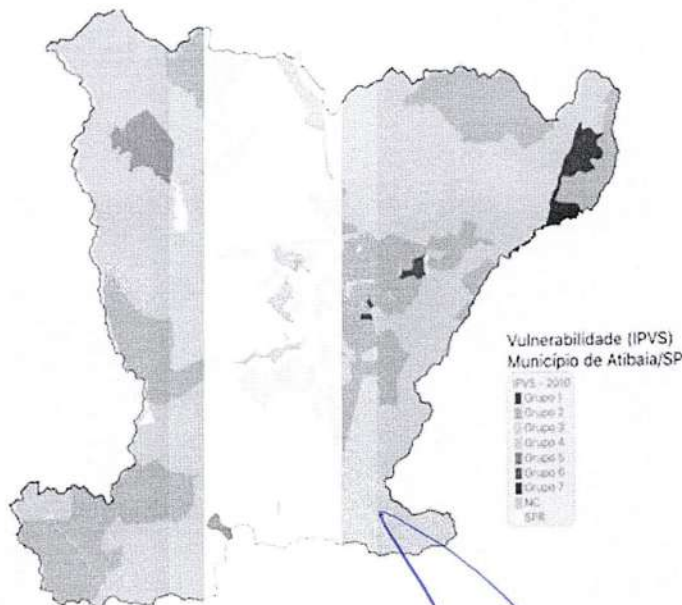 Vulnerabilidade (IPVS)
Município de Atibaia/SP
IPVS - 2010
Grupo 1
Grupo 2
Grupo 3
Grupo 4
Grupo 5
Grupo 6
Grupo 7
NC
SPR